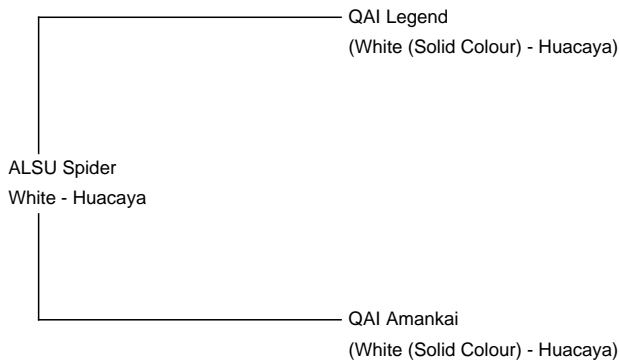 QAI Legend
(White (Solid Colour) - Huacaya)
ALSU Spider
White - Huacaya
QAI Amankai
(White (Solid Colour) - Huacaya)